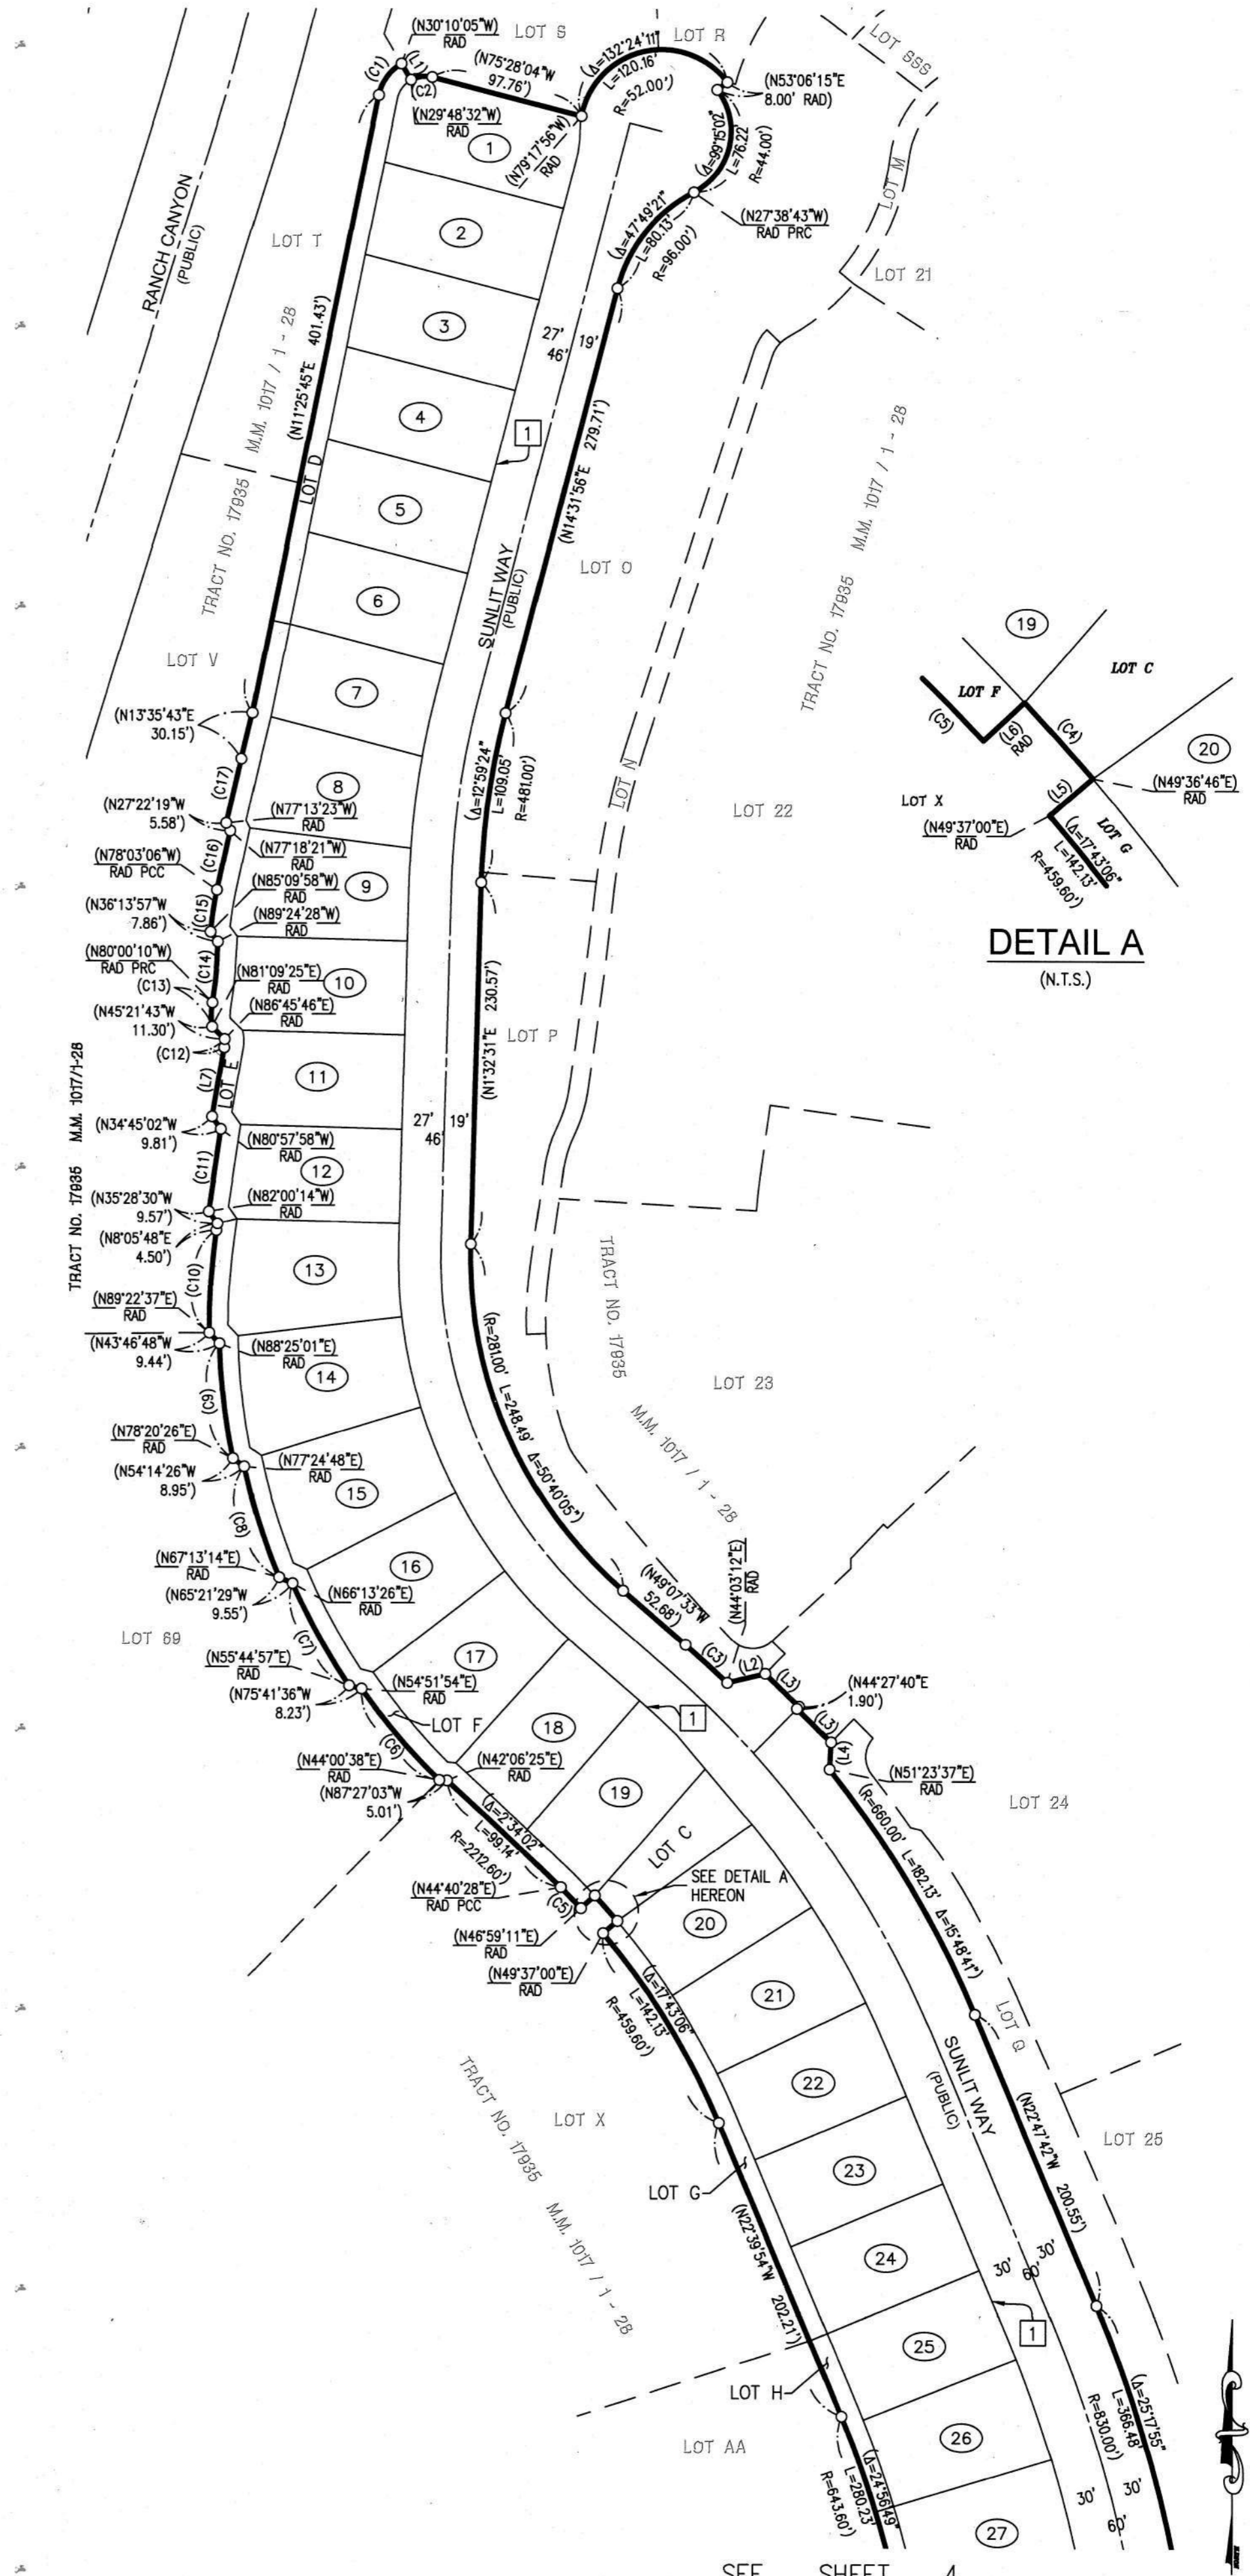 (N30°10'05"W)
RAD
LOT S
LOT R
LOT BSS
(C1)
(L1)
(C2)
(N75°28'04"W
97.76')
(Δ=132°24'11"
L=120.16'
R=52.00')
(N53°06'15"E
8.00' RAD)
(N29°48'32"W)
RAD
(N79°17'56"W)
RAD
(Δ=99°15'02"
L=76.22
R=44.00')
LOT M
RANCH CANYON
(PUBLIC)
LOT T
1
2
(Δ=47°49'21"
L=80.13'
R=96.00')
(N27°38'43"W)
RAD PRC
LOT 21
3
27'
46'
19'
(N11°25'45"E 401.43')
TRACT NO. 17935 M.M. 1017 / 1 - 28
4
1
LOT D
5
(N14°31'56"E 279.71')
TRACT NO. 17935 M.M. 1017 / 1 - 28
6
SUNLIT WAY
(PUBLIC)
LOT O
LOT V
7
19
LOT C
LOT F
(C5)
(L6)
RAD
(C4)
20
(N49°36'46"E)
RAD
LOT X
(L5)
(N49°37'00"E)
RAD
LOT G
(Δ=17°43'06"
L=142.13'
R=459.60')
DETAIL A
(N.T.S.)
(N13°35'43"E
30.15')
(C17)
8
(Δ=12°59'24"
L=109.05'
R=481.00')
LOT N
LOT 22
(N27°22'19"W
5.58')
(N77°13'23"W)
RAD
(C16)
(N77°18'21"W)
RAD
(N78°03'06"W)
RAD PCC
(N85°09'58"W)
RAD
9
(C15)
(N36°13'57"W
7.86')
(N89°24'28"W)
RAD
(N80°00'10"W)
RAD PRC
(C14)
(N81°09'25"E)
RAD
10
(C13)
(N45°21'43"W
11.30')
(N86°45'46"E)
RAD
(N1°32'31"E 230.57')
LOT P
(C12)
TRACT NO. 17935 M.M. 1017/1-28
LOT E
(L7)
11
27'
46'
19'
(N34°45'02"W
9.81')
(N80°57'58"W)
RAD
12
(C11)
(N35°28'30"W
9.57')
(N82°00'14"W)
RAD
(N8°05'48"E
4.50')
(C10)
13
TRACT NO. 17935 M.M. 1017 / 1 - 28
(N89°22'37"E)
RAD
(N43°46'48"W
9.44')
(N88°25'01"E)
RAD
14
(R=281.00' L=248.49' Δ=50°40'05")
LOT 23
(C9)
(N78°20'26"E)
RAD
(N54°14'26"W
8.95')
(N77°24'48"E)
RAD
15
(C8)
(N67°13'14"E)
RAD
16
(N65°21'29"W
9.55')
(N66°13'26"E)
RAD
(N49°07'33"W
52.68')
(N44°03'12"E)
RAD
LOT 69
(C7)
(N55°44'57"E)
RAD
17
(C3)
(L2)
(L3)
(N44°27'40"E
1.90')
(N75°41'36"W
8.23')
(N54°51'54"E)
RAD
LOT F
18
1
(L3)
(L4)
(C6)
(N44°00'38"E)
RAD
(N42°06'25"E)
RAD
(N51°23'37"E)
RAD
(N87°27'03"W
5.01')
19
LOT 24
(Δ=2°34'02"
L=99.14'
R=2212.60')
LOT C
(R=660.00' L=182.13' Δ=15°48'41")
(N44°40'28"E)
RAD PCC
(C5)
SEE DETAIL A
HEREON
20
(N46°59'11"E)
RAD
(N49°37'00"E)
RAD
(Δ=17°43'06"
L=142.13'
R=459.60')
21
LOT Q
22
SUNLIT WAY
(PUBLIC)
TRACT NO. 17935 M.M. 1017 / 1 - 28
LOT X
(N22°47'42"W 200.55')
LOT 25
LOT G
23
(N22°39'54"W 202.21')
24
30'
30'
60'
25
1
LOT H
LOT AA
26
(Δ=25°17'55"
L=366.48'
R=830.00')
(Δ=24°56'49"
L=280.23'
R=643.60')
30'
30'
60'
27
SEE SHEET 4